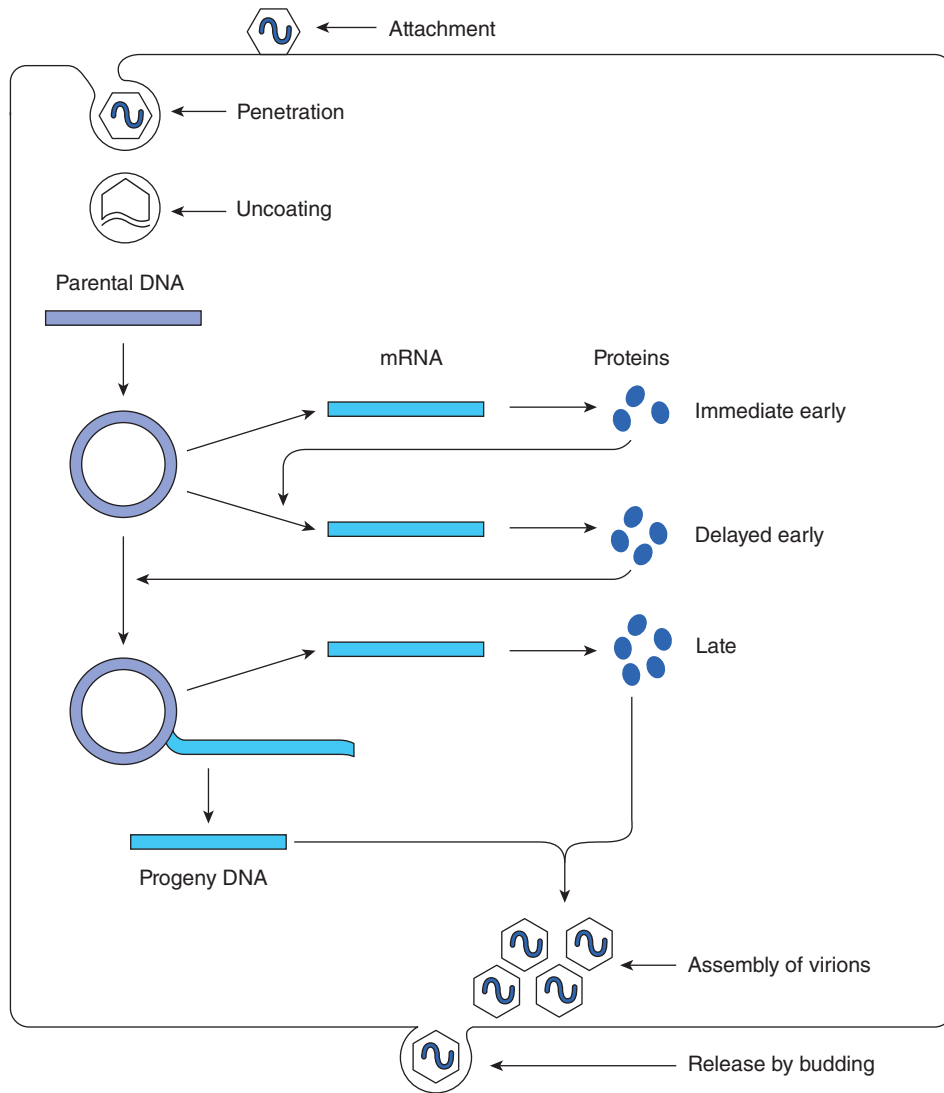 Attachment
Penetration
Uncoating
Parental DNA
mRNA
Proteins
Immediate early
Delayed early
Late
Progeny DNA
Assembly of virions
Release by budding